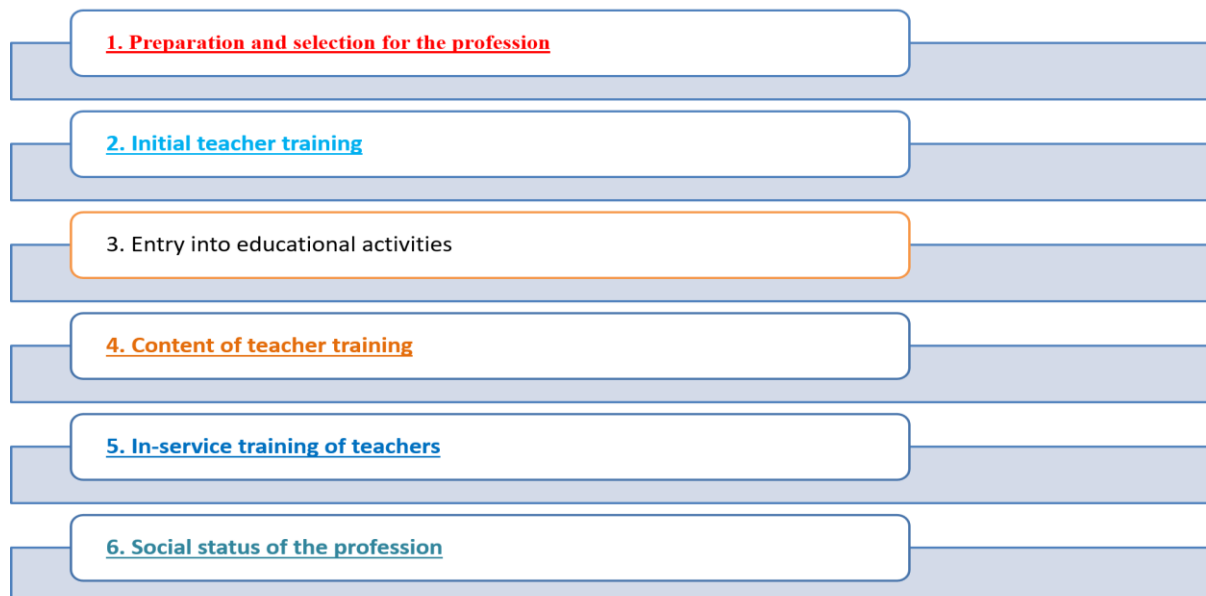 1. Preparation and selection for the profession
2. Initial teacher training
3. Entry into educational activities
4. Content of teacher training
5. In-service training of teachers
6. Social status of the profession